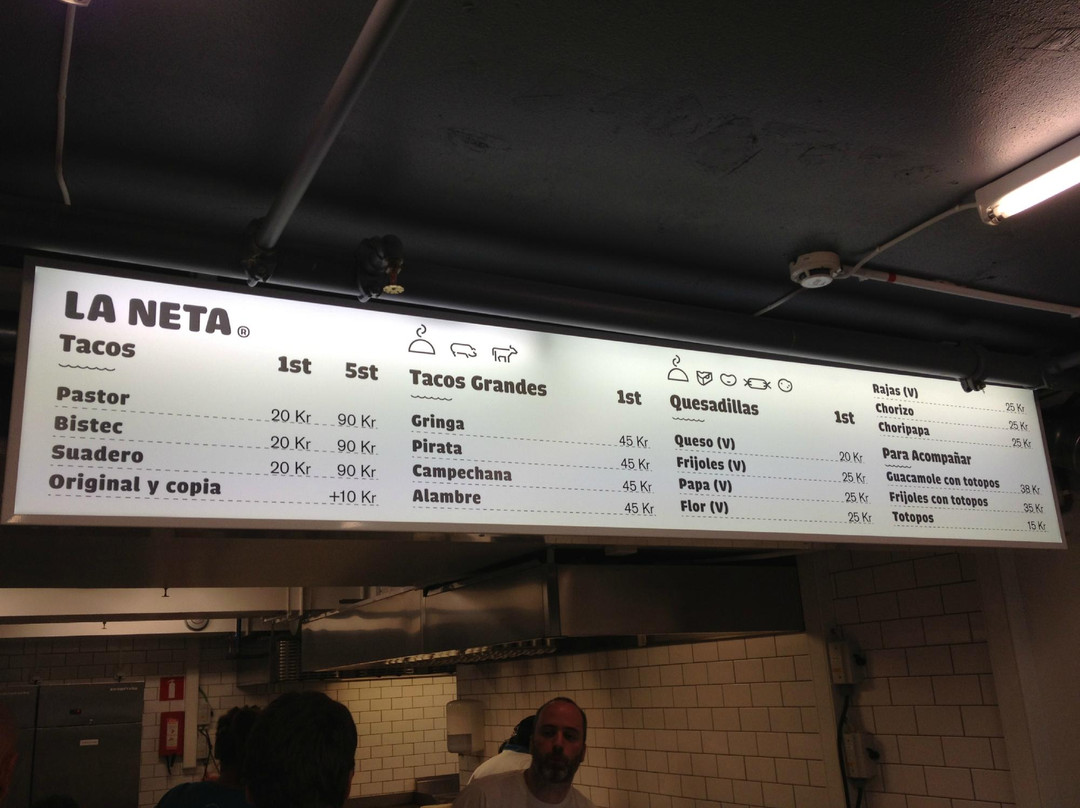 LA NETA ®
Tacos 1st 5st
Pastor 20 Kr 90 Kr
Bistec 20 Kr 90 Kr
Suadero 20 Kr 90 Kr
Original y copia +10 Kr
Tacos Grandes 1st
Gringa 45 Kr
Pirata 45 Kr
Campechana 45 Kr
Alambre 45 Kr
Quesadillas 1st
Queso (V) 20 Kr
Frijoles (V) 25 Kr
Papa (V) 25 Kr
Flor (V) 25 Kr
Rajas (V) 25 Kr
Chorizo 25 Kr
Choripapa 25 Kr
Para Acompañar
Guacamole con totopos 38 Kr
Frijoles con totopos 35 Kr
Totopos 15 Kr